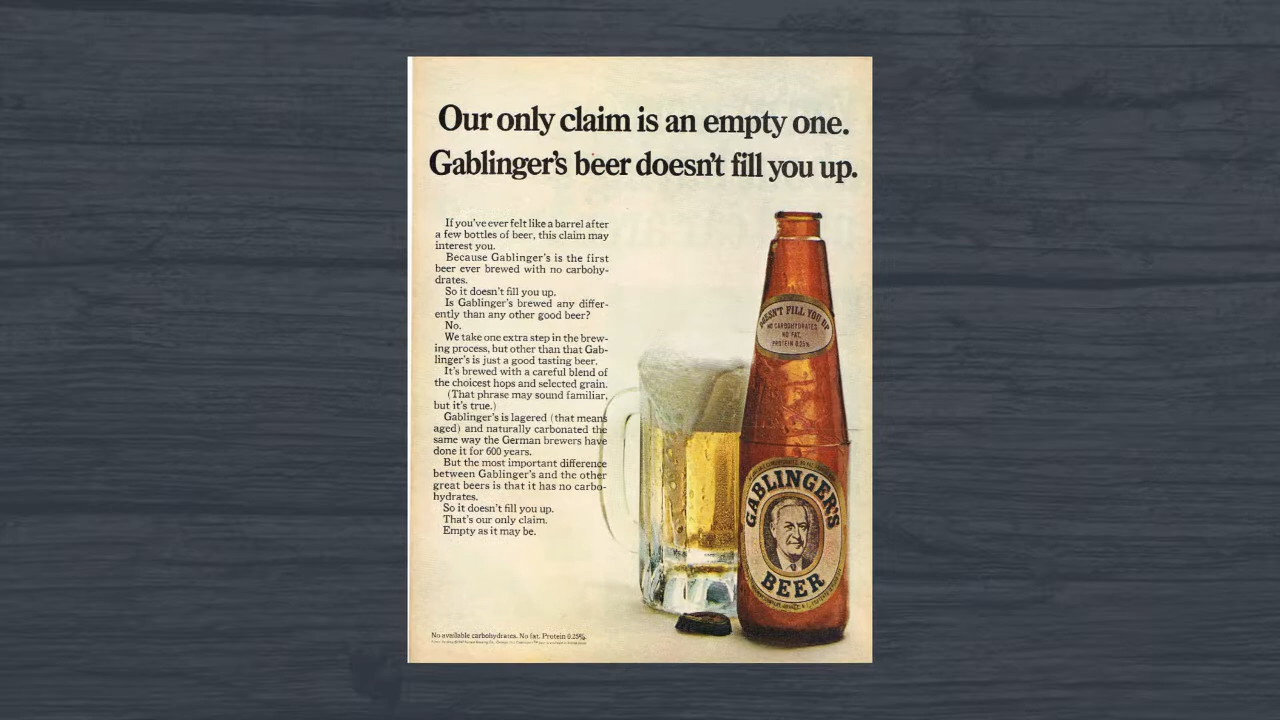 Our only claim is an empty one.
Gablinger's beer doesn't fill you up.
If you've ever felt like a barrel after
a few bottles of beer, this claim may
interest you.
Because Gablinger's is the first
beer ever brewed with no carbohy-
drates.
So it doesn't fill you up.
Is Gablinger's brewed any differ-
ently than any other good beer?
No.
We take one extra step in the brew-
ing process, but other than that Gab-
linger's is just a good tasting beer.
It's brewed with a careful blend of
the choicest hops and selected grain.
(That phrase may sound familiar,
but it's true.)
Gablinger's is lagered (that means
aged) and naturally carbonated the
same way the German brewers have
done it for 600 years.
But the most important difference
between Gablinger's and the other
great beers is that it has no carbo-
hydrates.
So it doesn't fill you up.
That's our only claim.
Empty as it may be.
No available carbohydrates. No fat. Protein 0.25%.
DOESN'T FILL YOU UP
NO CARBOHYDRATES
NO FAT,
PROTEIN 0.25%
GABLINGER'S
BEER